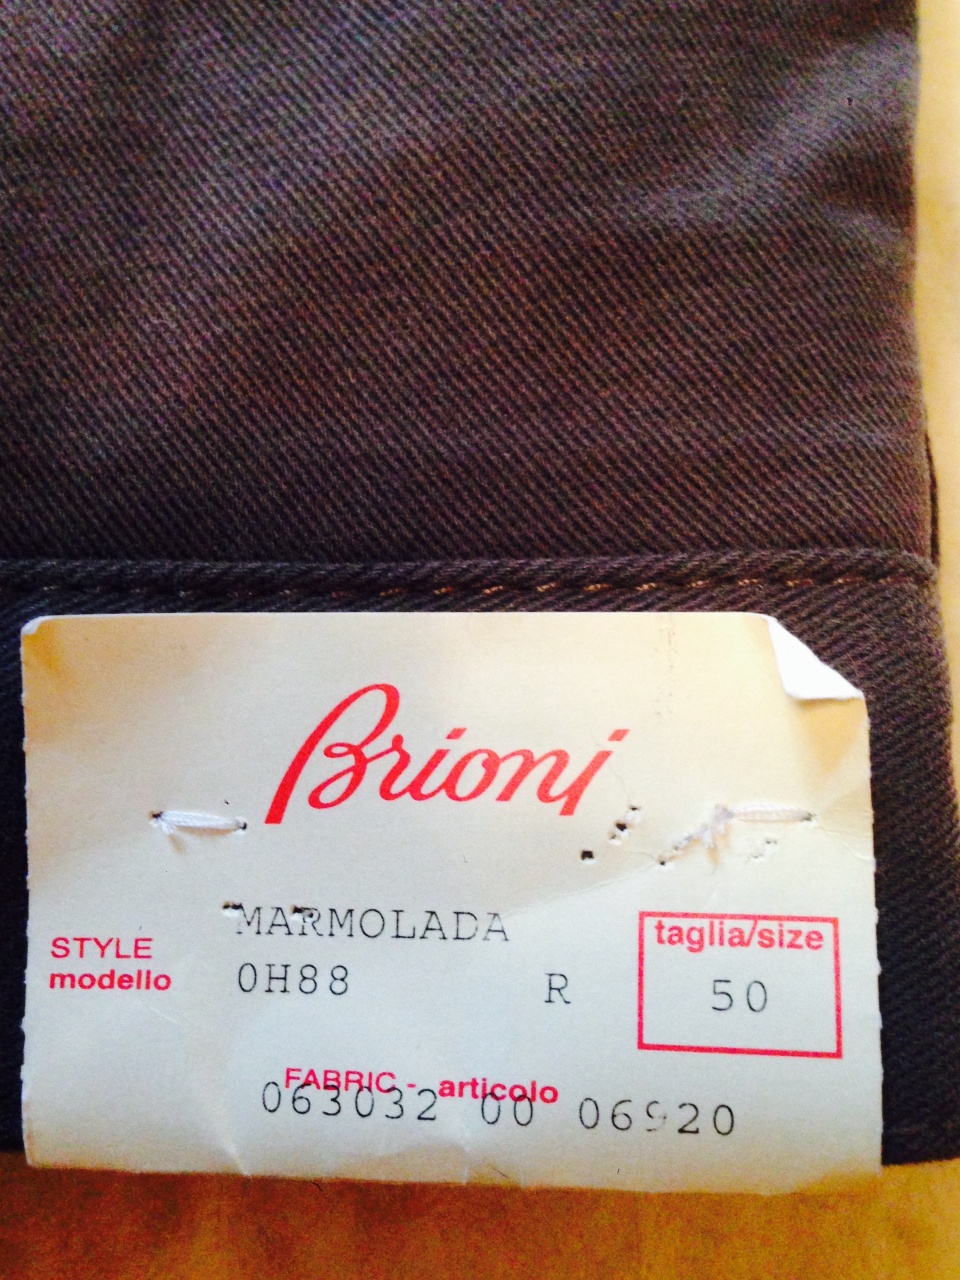 Brioni
MARMOLADA
STYLE
modello
0H88
R
taglia/size
50
FABRIC - articolo
063032 00 06920